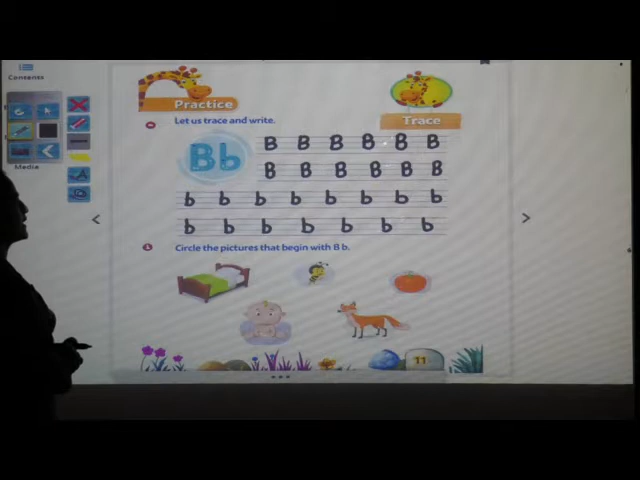 Contents
Practice
Trace
Let us trace and write.
Bb
B B B B B B
B B B B B B
b b b b b b b b
b b b b b b b
Media
Circle the pictures that begin with B b.
11